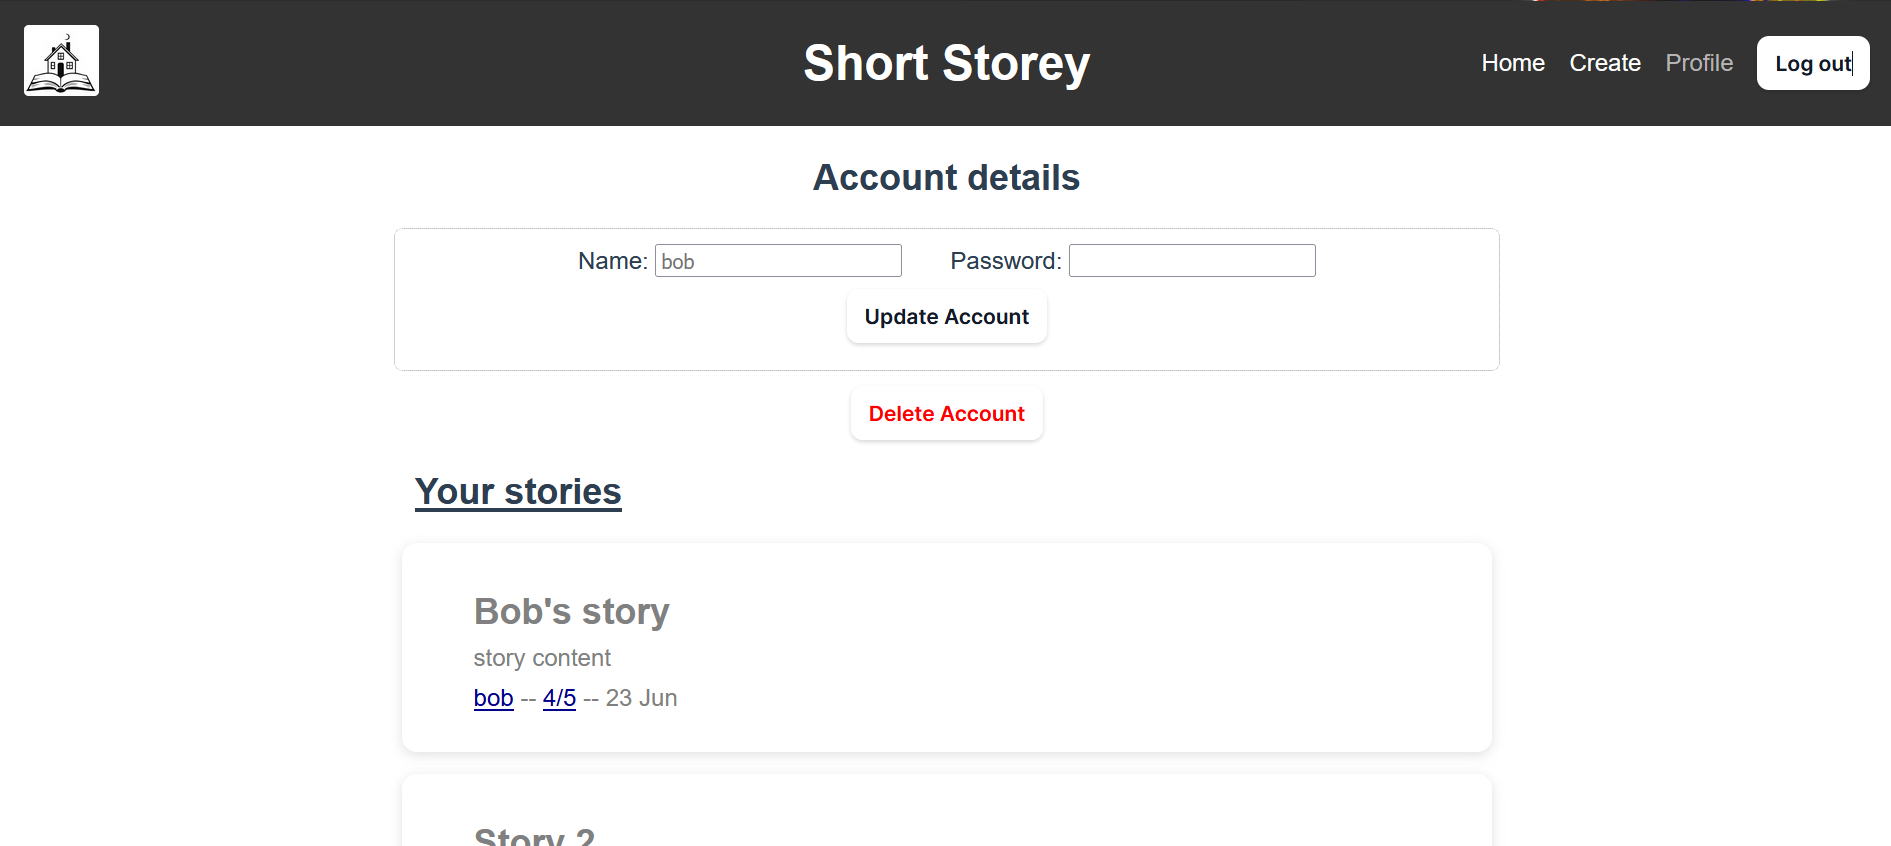 Short Storey
Home Create Profile Log out
Account details
Name: bob Password:
Update Account
Delete Account
Your stories
Bob's story
story content
bob -- 4/5 -- 23 Jun
Story 2